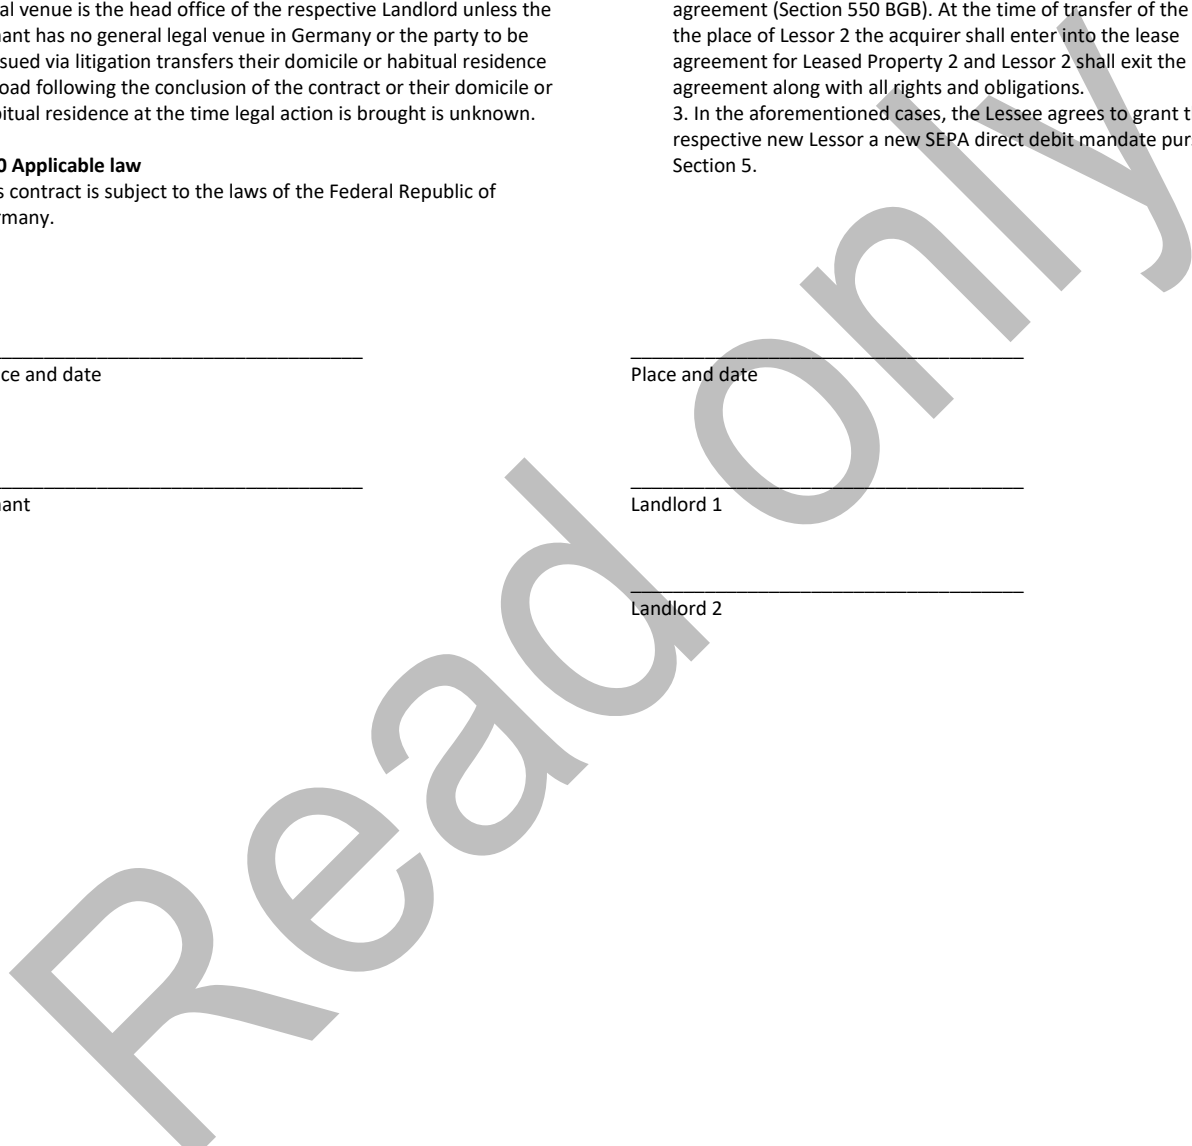 al venue is the head office of the respective Landlord unless the
ant has no general legal venue in Germany or the party to be
sued via litigation transfers their domicile or habitual residence
oad following the conclusion of the contract or their domicile or
bitual residence at the time legal action is brought is unknown.
0 Applicable law
s contract is subject to the laws of the Federal Republic of
rmany.
agreement (Section 550 BGB). At the time of transfer of the
the place of Lessor 2 the acquirer shall enter into the lease
agreement for Leased Property 2 and Lessor 2 shall exit the
agreement along with all rights and obligations.
3. In the aforementioned cases, the Lessee agrees to grant t
respective new Lessor a new SEPA direct debit mandate pur
Section 5.
ce and date
Place and date
ant
Landlord 1
Landlord 2
Read only